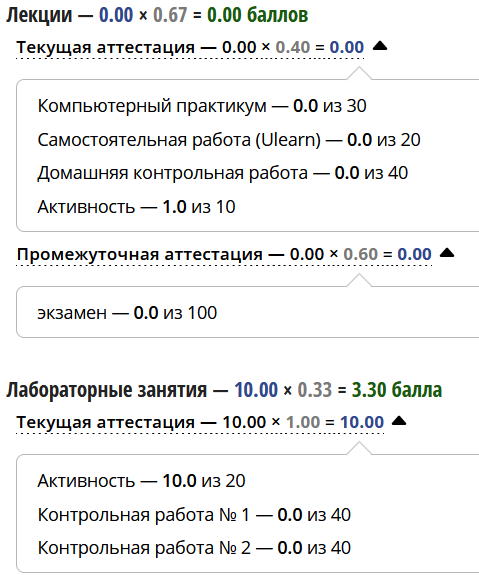 Лекции — 0.00 × 0.67 = 0.00 баллов
Текущая аттестация — 0.00 × 0.40 = 0.00
Компьютерный практикум — 0.0 из 30
Самостоятельная работа (Ulearn) — 0.0 из 20
Домашняя контрольная работа — 0.0 из 40
Активность — 1.0 из 10
Промежуточная аттестация — 0.00 × 0.60 = 0.00
экзамен — 0.0 из 100
Лабораторные занятия — 10.00 × 0.33 = 3.30 балла
Текущая аттестация — 10.00 × 1.00 = 10.00
Активность — 10.0 из 20
Контрольная работа № 1 — 0.0 из 40
Контрольная работа № 2 — 0.0 из 40